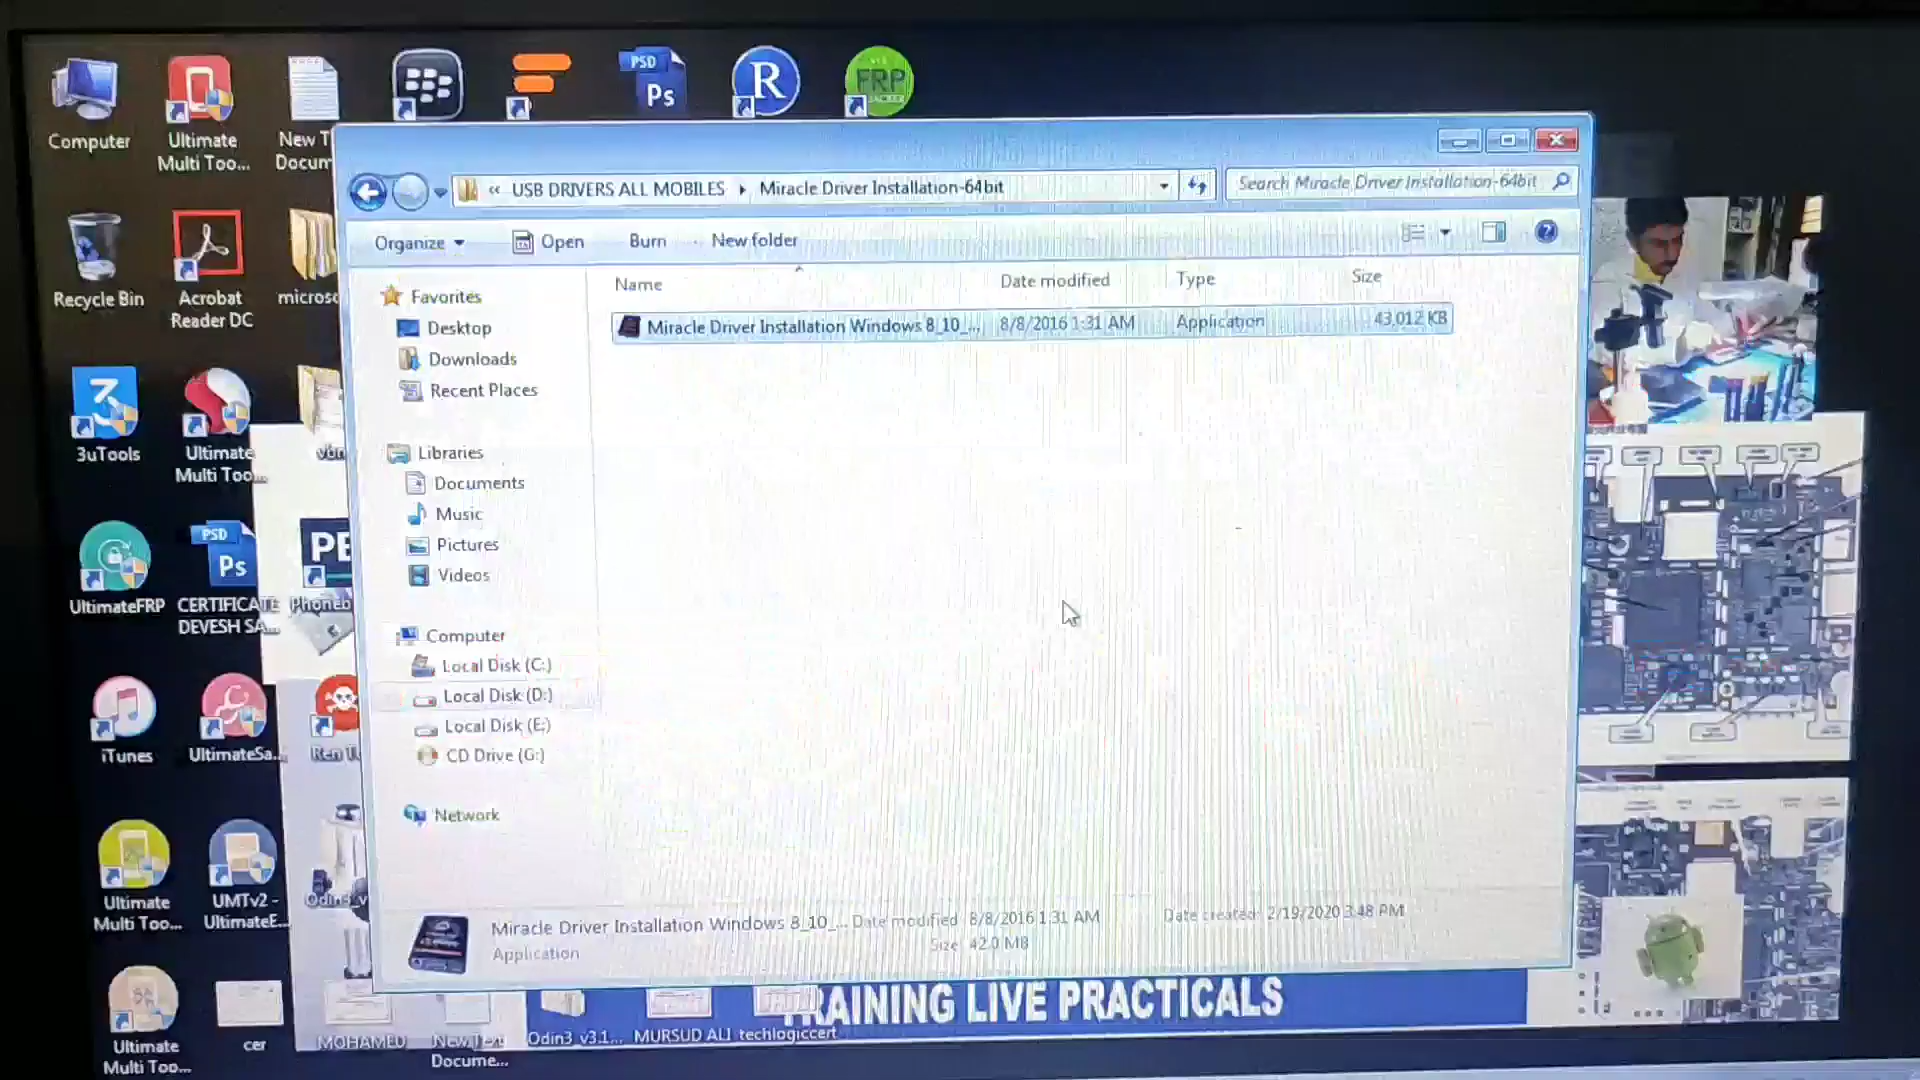 PSD
Ps
R
FRP
Computer
Ultimate
Multi Too...
New T
Docum
« USB DRIVERS ALL MOBILES ▸ Miracle Driver Installation-64bit
Search Miracle Driver Installation-64bit
Organize
Open
Burn
New folder
Name
Date modified
Type
Size
Miracle Driver Installation Windows 8_10_...
8/8/2016 1:31 AM
Application
43,012 KB
Recycle Bin
Acrobat
Reader DC
microsc
Favorites
Desktop
Downloads
Recent Places
3uTools
Ultimate
Multi Too...
Libraries
Documents
Music
Pictures
Videos
PSD
Ps
UltimateFRP
CERTIFICATE
DEVESH SA...
Phoneb
Computer
Local Disk (C:)
Local Disk (D:)
Local Disk (E:)
CD Drive (G:)
iTunes
UltimateSa...
Network
Ultimate
Multi Too...
UMTv2 -
UltimateE...
Odin3_v
Miracle Driver Installation Windows 8_10_...
Date modified 8/8/2016 1:31 AM
Date created: 2/19/2020 3:48 PM
Application
Size 42.0 MB
RAINING LIVE PRACTICALS
Ultimate
Multi Too...
cer
MOHAMED
New Text
Docume...
Odin3_v3.1...
MURSUD ALI
techlogiccert